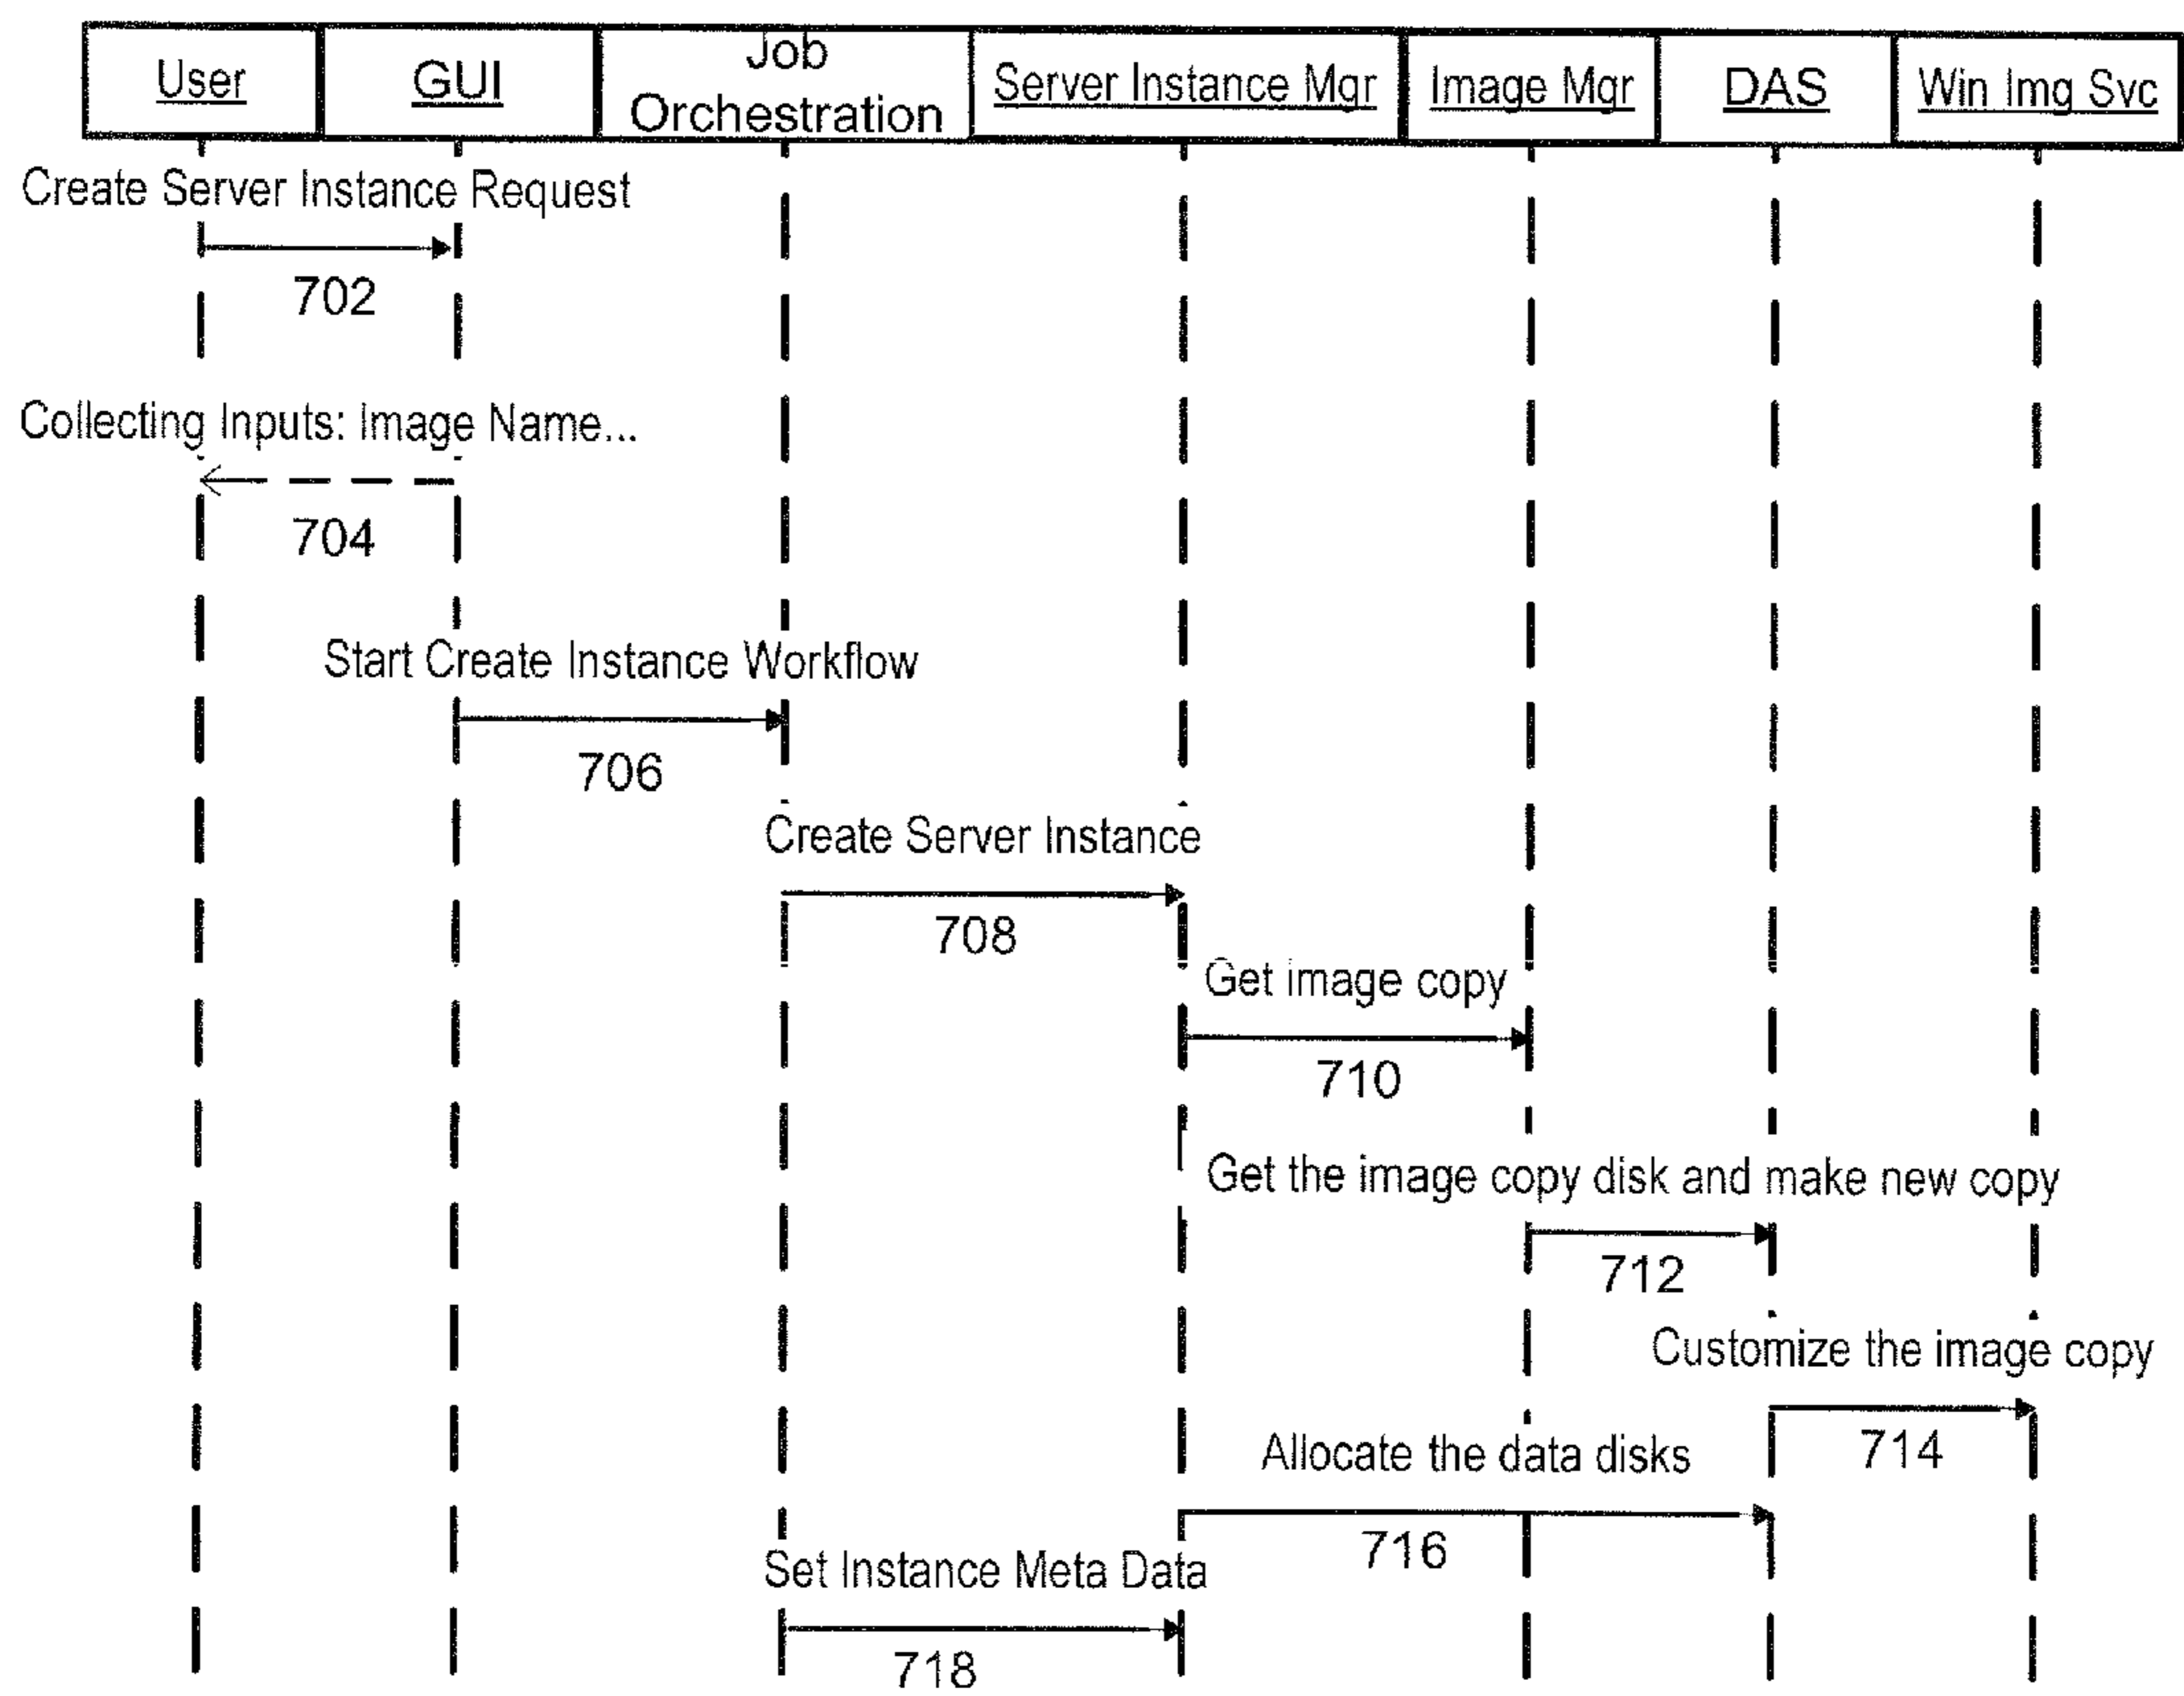 User
GUI
Job
Orchestration
Server Instance Mgr
Image Mgr
DAS
Win Img Svc
Create Server Instance Request
702
Collecting Inputs: Image Name...
704
Start Create Instance Workflow
706
Create Server Instance
708
Get image copy
710
Get the image copy disk and make new copy
712
Customize the image copy
714
Allocate the data disks
716
Set Instance Meta Data
718